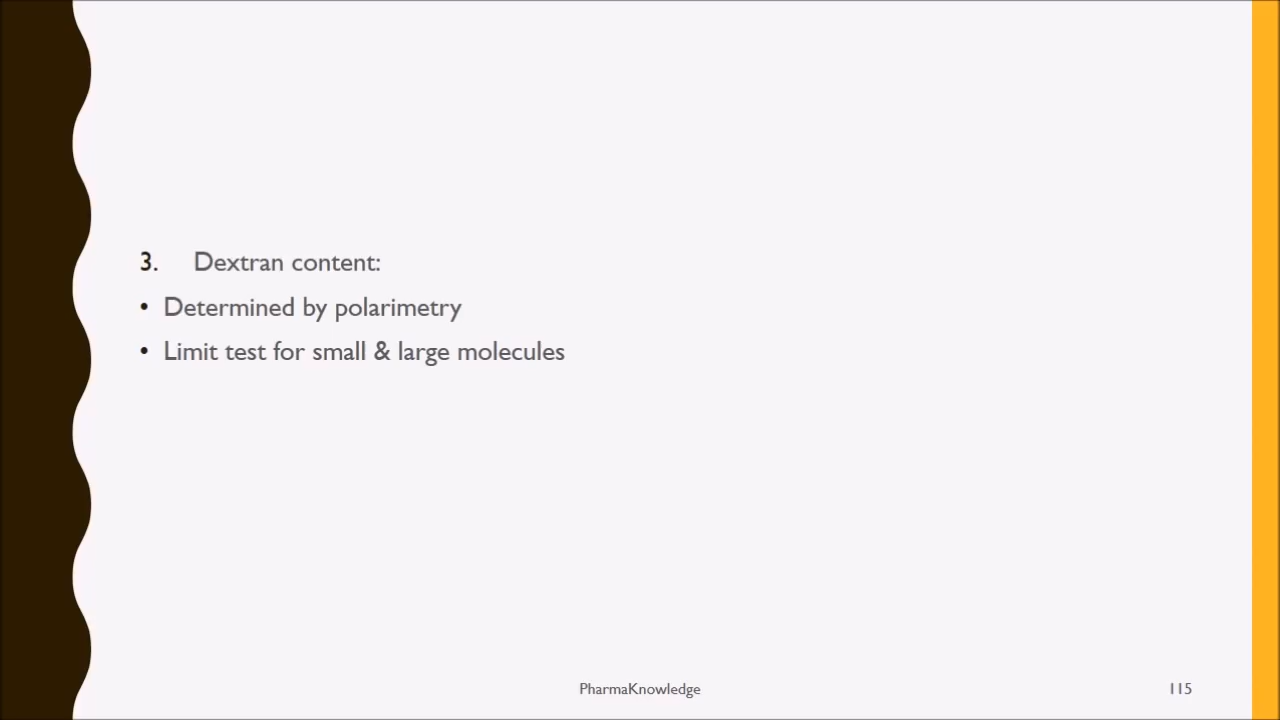 3. Dextran content:
• Determined by polarimetry
• Limit test for small & large molecules
PharmaKnowledge
115